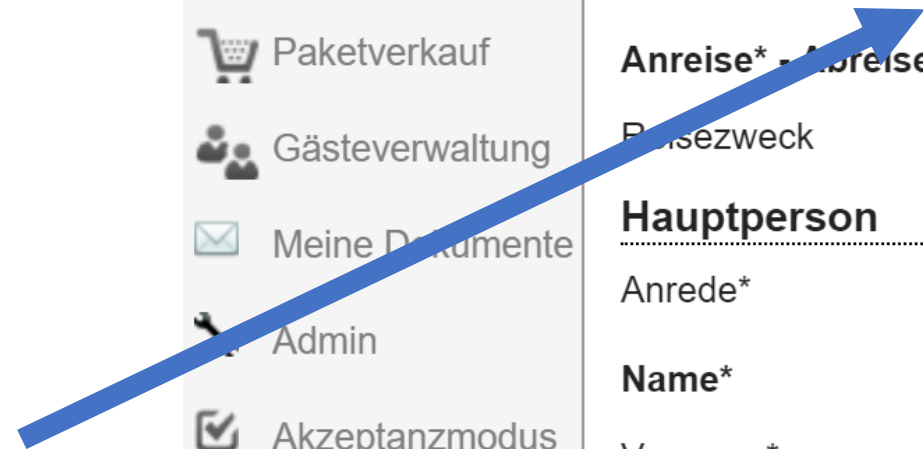 Paketverkauf
Gästeverwaltung
Meine Dokumente
Admin
Akzeptanzmodus
Anreise* - Abreise
Reisezweck
Hauptperson
Anrede*
Name*